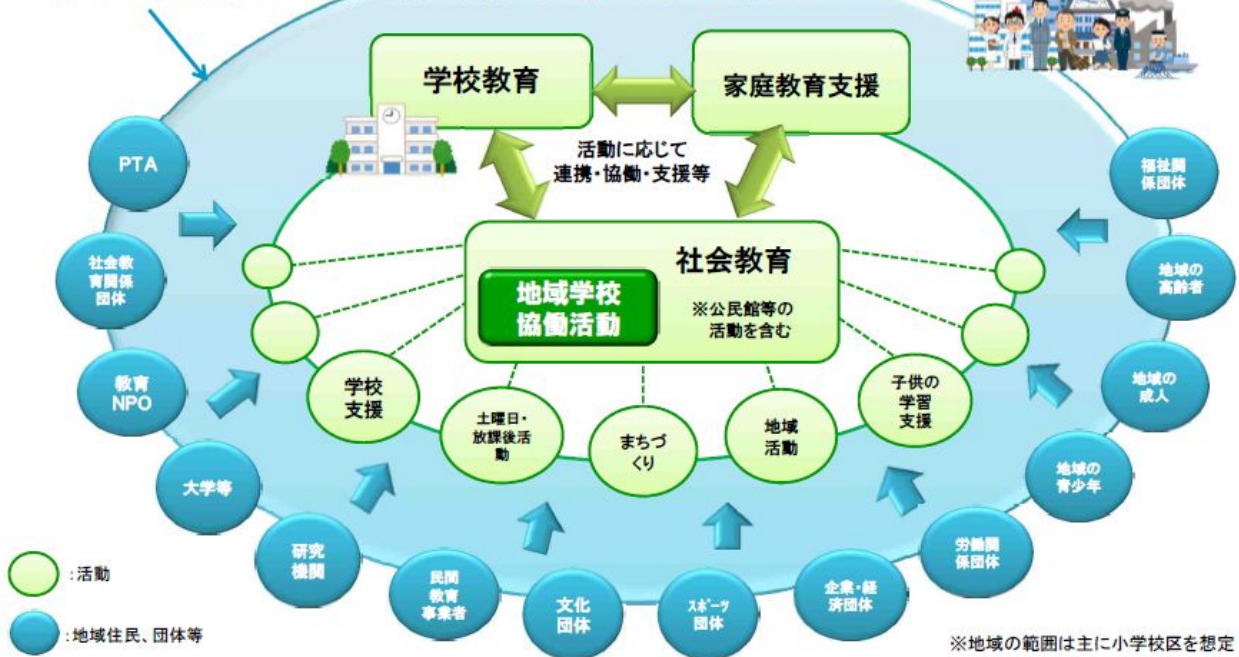 学校教育
家庭教育支援
活動に応じて
連携・協働・支援等
PTA
社会教
育関係
団体
教育
NPO
大学等
研究
機関
民間
教育
事業者
文化
団体
スポーツ
団体
企業・経
済団体
労働関
係団体
地域の
青少年
地域の
成人
地域の
高齢者
福祉関
係団体
社会教育
地域学校
協働活動
※公民館等の
活動を含む
学校
支援
土曜日・
放課後活
動
まちづ
くり
地域
活動
子供の
学習
支援
:活動
:地域住民、団体等
※地域の範囲は主に小学校区を想定